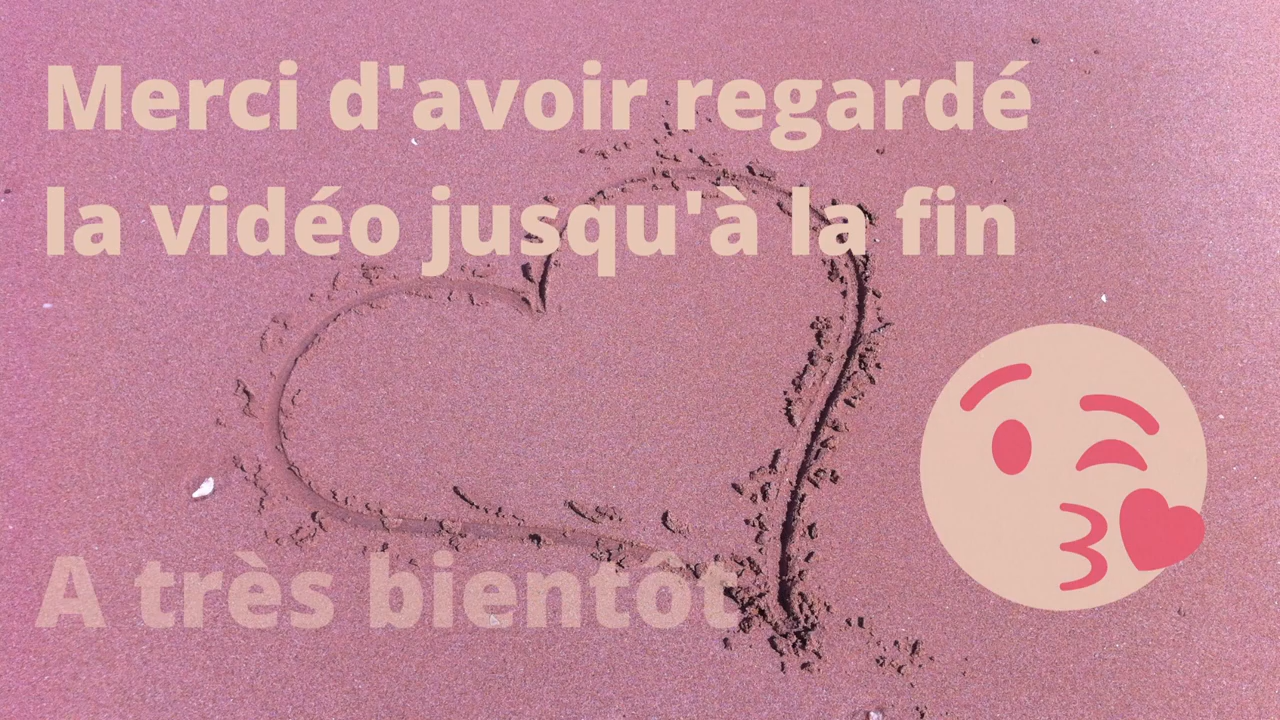 Merci d'avoir regardé
la vidéo jusqu'à la fin
A très bientôt